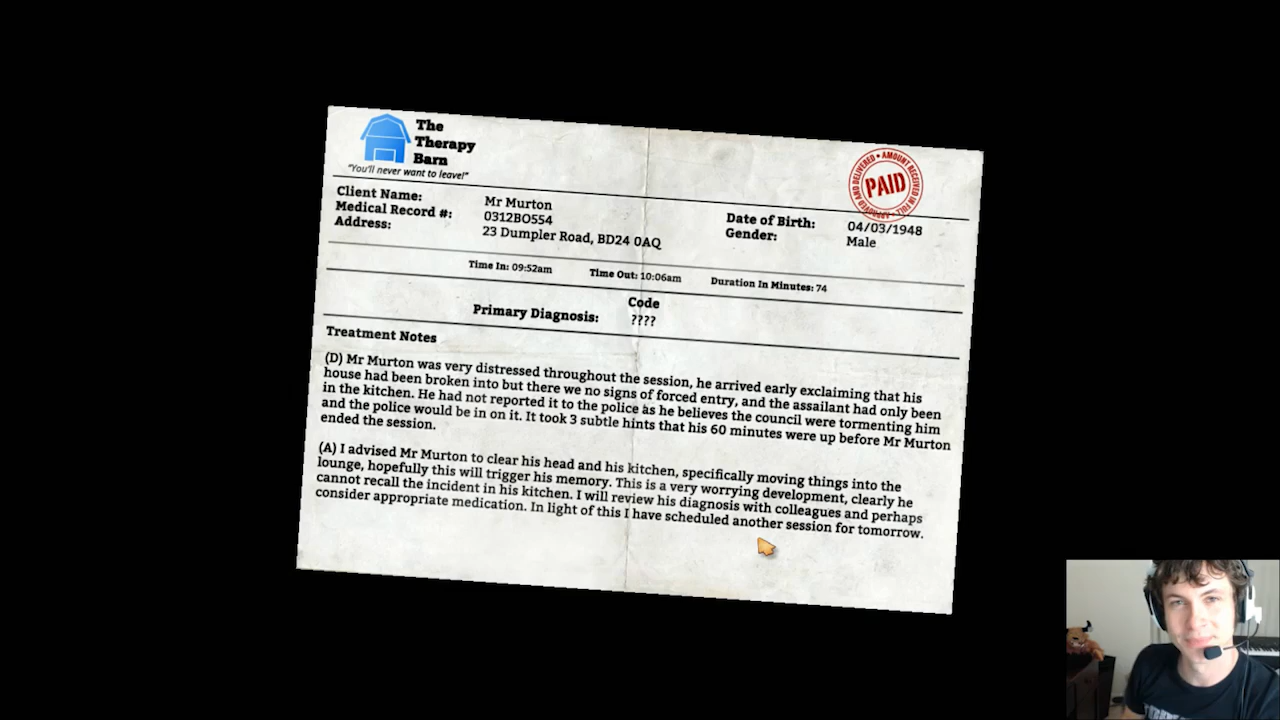 The
Therapy
Barn
"You'll never want to leave!"
AND DELIVERED • AMOUNT RECEIVED IN FULL
PAID
Client Name: Mr Murton
Medical Record #: 0312BO554
Address: 23 Dumpler Road, BD24 0AQ
Date of Birth: 04/03/1948
Gender: Male
Time In: 09:52am Time Out: 10:06am Duration In Minutes: 74
Code
Primary Diagnosis: ????
Treatment Notes
(D) Mr Murton was very distressed throughout the session, he arrived early exclaiming that his
house had been broken into but there we no signs of forced entry, and the assailant had only been
in the kitchen. He had not reported it to the police as he believes the council were tormenting him
and the police would be in on it. It took 3 subtle hints that his 60 minutes were up before Mr Murton
ended the session.
(A) I advised Mr Murton to clear his head and his kitchen, specifically moving things into the
lounge, hopefully this will trigger his memory. This is a very worrying development, clearly he
cannot recall the incident in his kitchen. I will review his diagnosis with colleagues and perhaps
consider appropriate medication. In light of this I have scheduled another session for tomorrow.